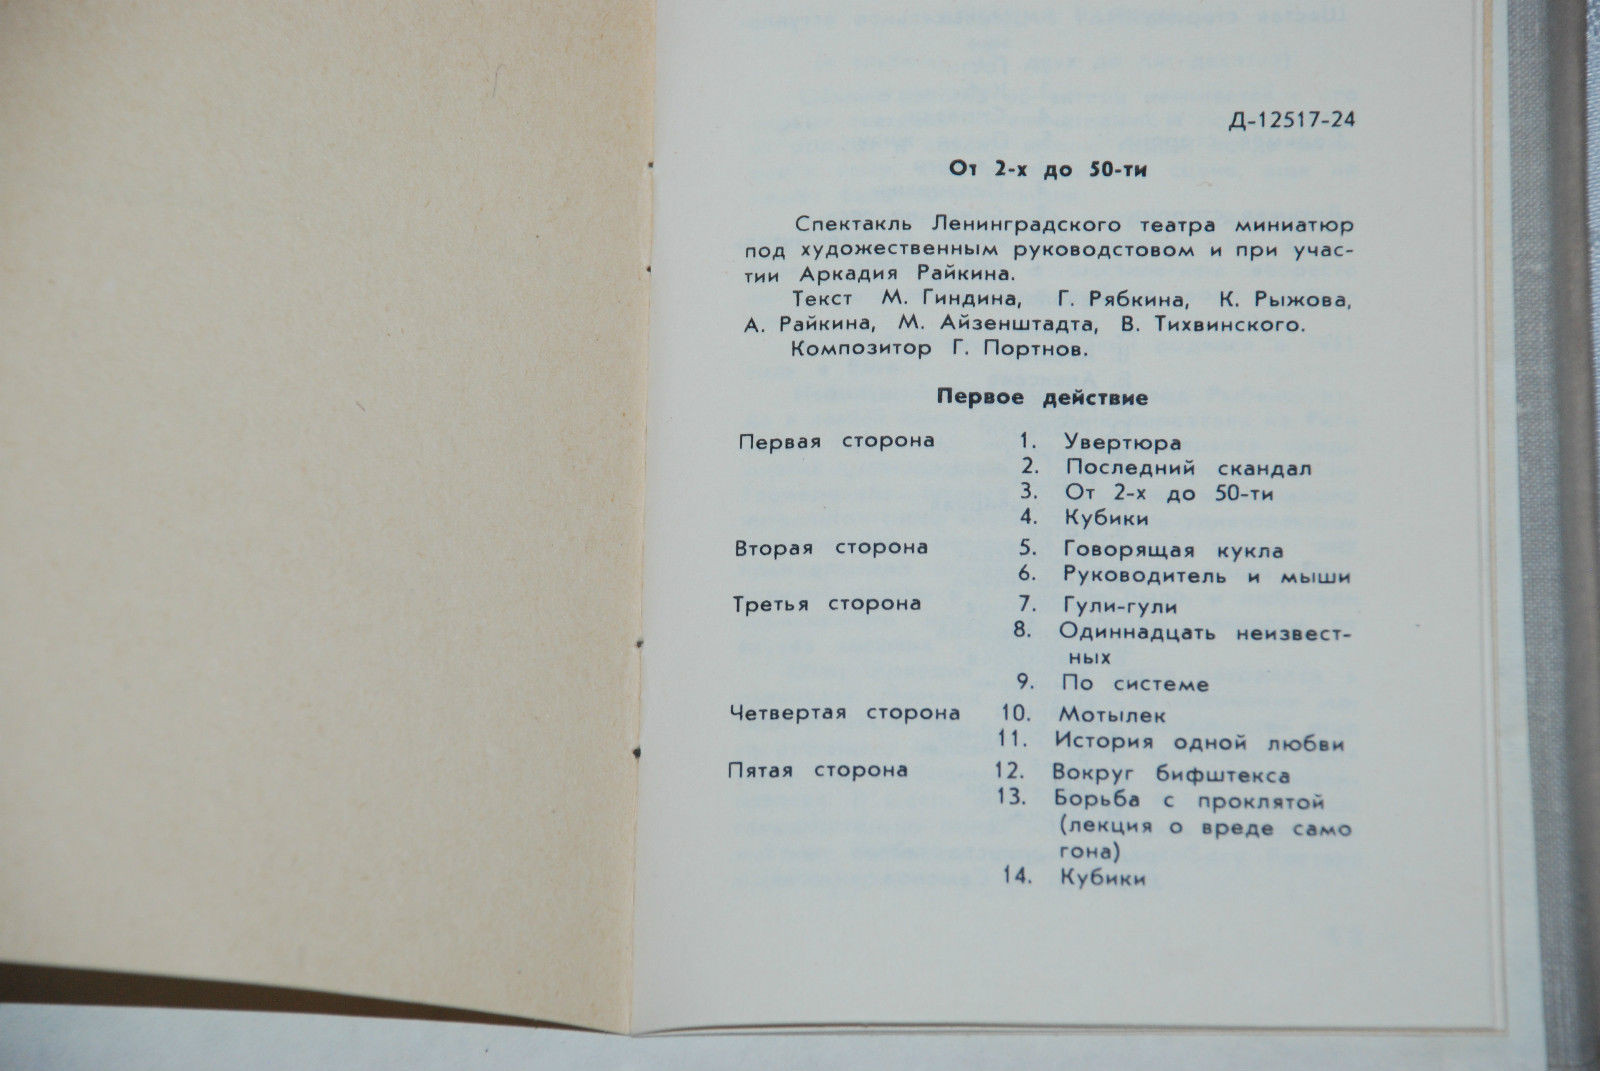 Д-12517-24
От 2-х до 50-ти
Спектакль Ленинградского театра миниатюр
под художественным руководстовом и при учас-
тии Аркадия Райкина.
Текст М. Гиндина, Г. Рябкина, К. Рыжова,
А. Райкина, М. Айзенштадта, В. Тихвинского.
Композитор Г. Портнов.
Первое действие
Первая сторона 1. Увертюра
2. Последний скандал
3. От 2-х до 50-ти
4. Кубики
Вторая сторона 5. Говорящая кукла
6. Руководитель и мыши
Третья сторона 7. Гули-гули
8. Одиннадцать неизвест-
ных
9. По системе
Четвертая сторона 10. Мотылек
11. История одной любви
Пятая сторона 12. Вокруг бифштекса
13. Борьба с проклятой
(лекция о вреде само
гона)
14. Кубики